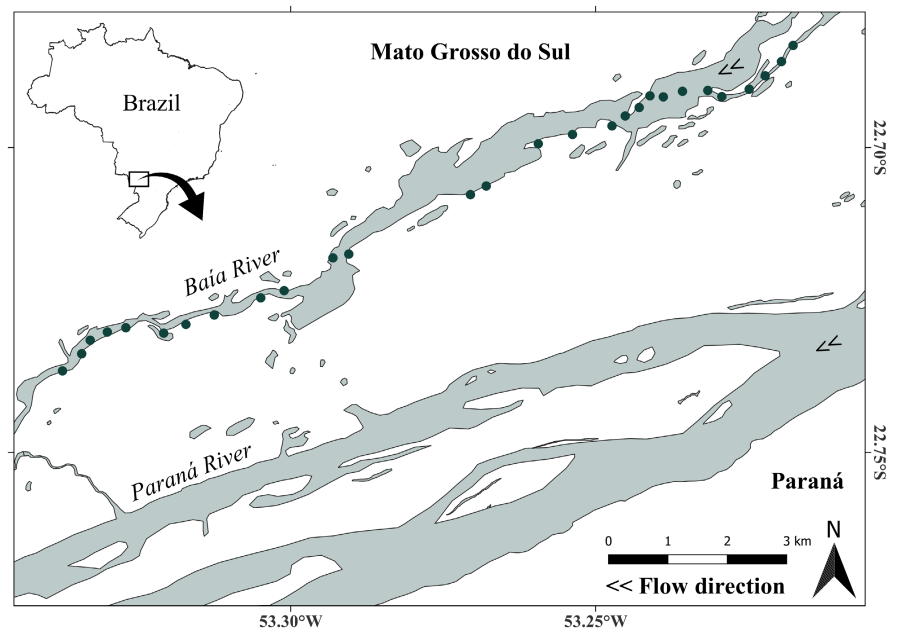 Mato Grosso do Sul
Brazil
22.70°S
Baía River
22.75°S
Paraná River
Paraná
0 1 2 3 km
N
<< Flow direction
53.30°W 53.25°W